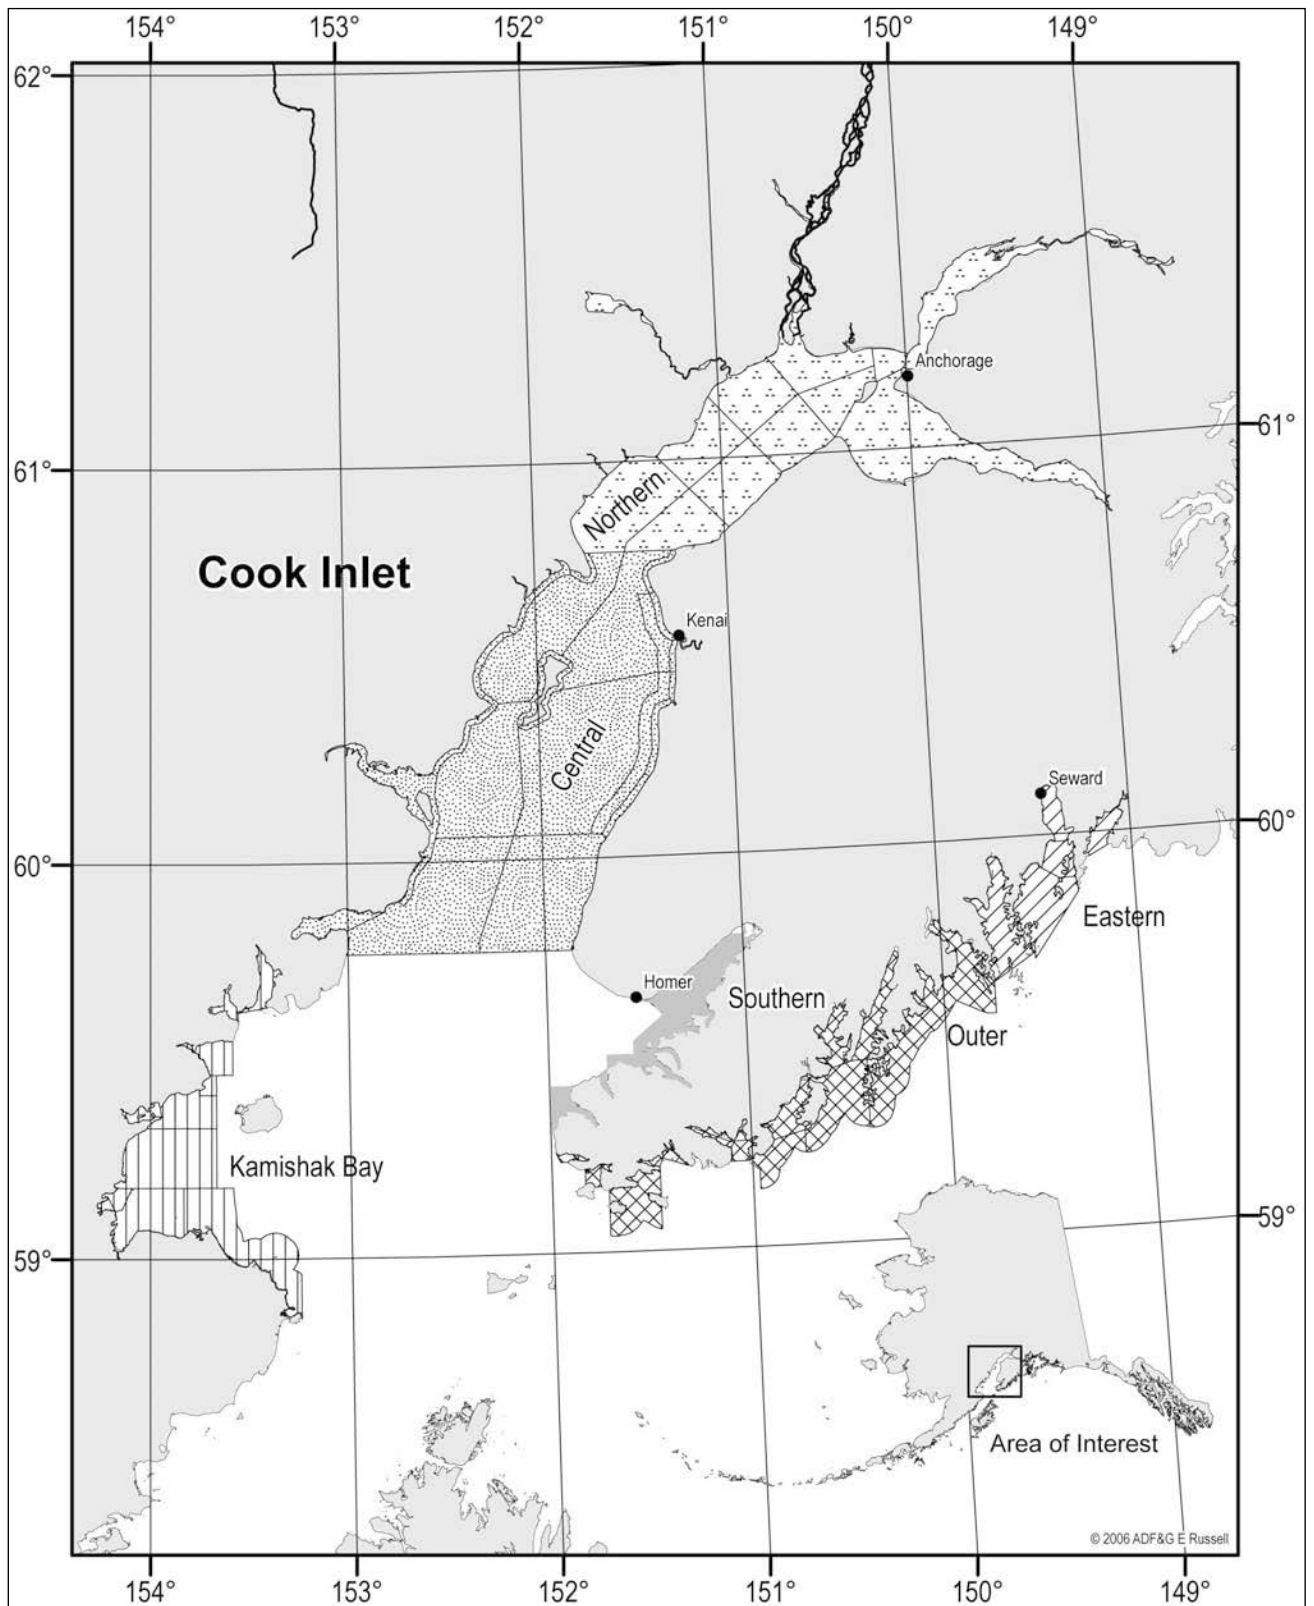 154° 153° 152° 151° 150° 149°
62°
Anchorage
61°
61°
Northern
Cook Inlet
Kenai
Central
Seward
60°
60°
Eastern
Homer
Southern
Outer
Kamishak Bay
59°
59°
Area of Interest
© 2006 ADF&G E Russell
154° 153° 152° 151° 150° 149°